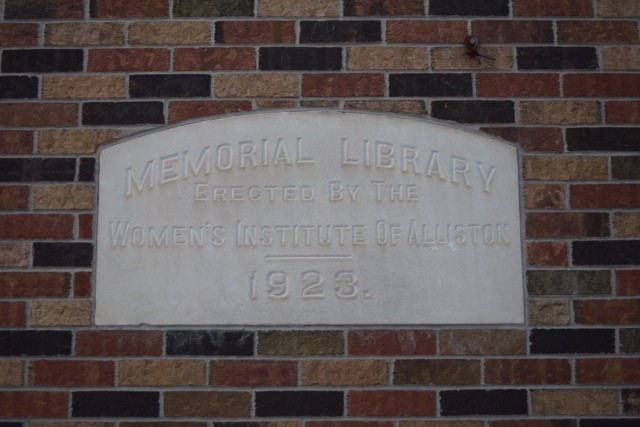 MEMORIAL LIBRARY
ERECTED BY THE
WOMEN'S INSTITUTE OF ALLISTON
1923.